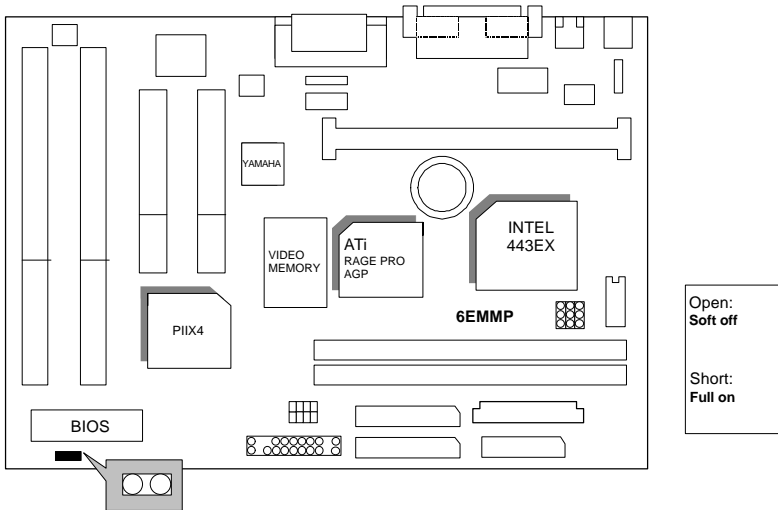 YAMAHA
VIDEO
MEMORY
ATi
RAGE PRO
AGP
INTEL
443EX
PIIX4
6EMMP
BIOS
Open:
Soft off
Short:
Full on